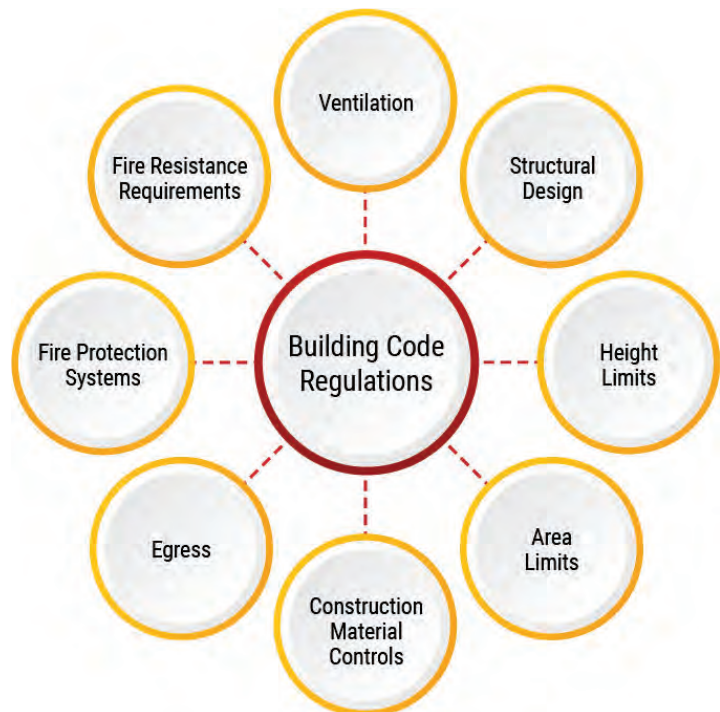 Ventilation
Structural
Design
Height
Limits
Area
Limits
Construction
Material
Controls
Egress
Fire Protection
Systems
Fire Resistance
Requirements
Building Code
Regulations